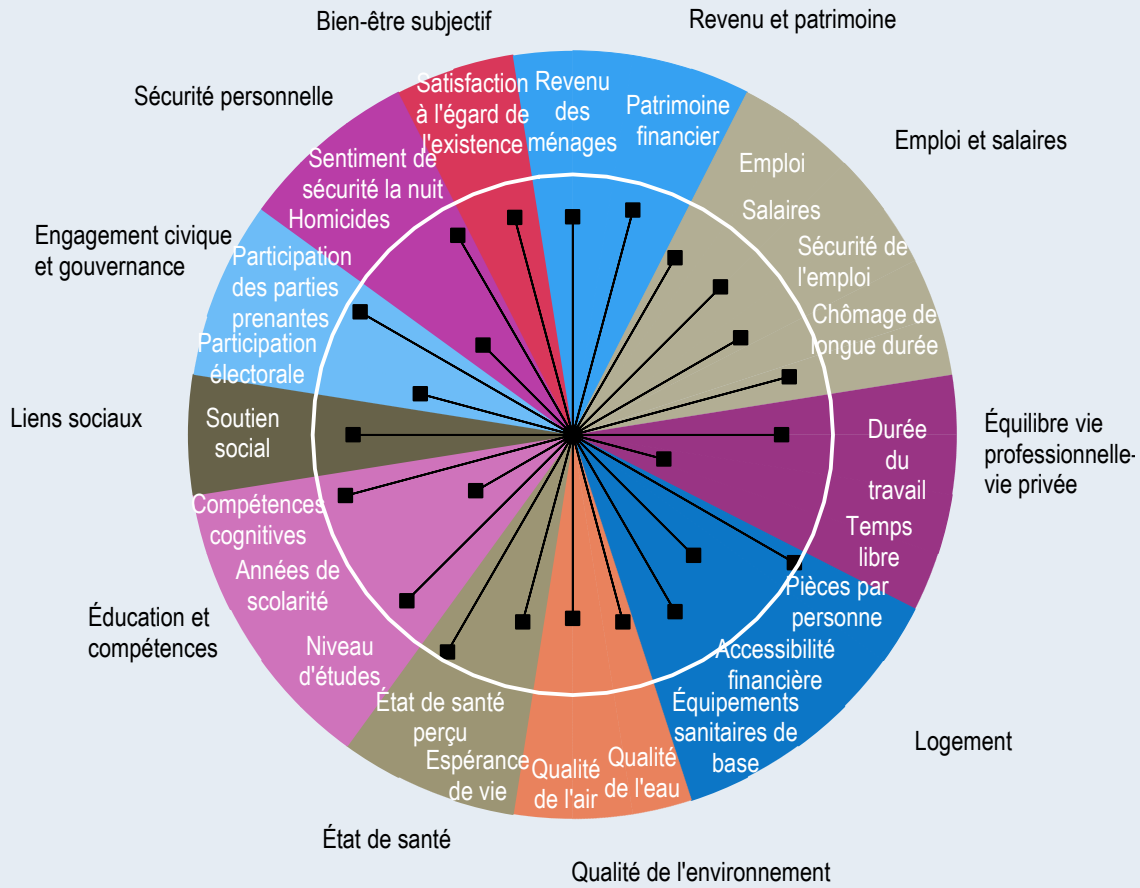 Bien-être subjectif
Revenu et patrimoine
Sécurité personnelle
Emploi et salaires
Engagement civique
et gouvernance
Liens sociaux
Équilibre vie
professionnelle-
vie privée
Éducation et
compétences
Logement
État de santé
Qualité de l'environnement
Satisfaction
à l'égard de
l'existence
Revenu
des
ménages
Patrimoine
financier
Emploi
Salaires
Sécurité de
l'emploi
Chômage de
longue durée
Durée
du
travail
Temps
libre
Pièces par
personne
Accessibilité
financière
Équipements
sanitaires de
base
Qualité
de l'eau
Qualité
de l'air
Espérance
de vie
État de santé
perçu
Niveau
d'études
Années de
scolarité
Compétences
cognitives
Soutien
social
Participation
électorale
Participation
des parties
prenantes
Homicides
Sentiment de
sécurité la nuit